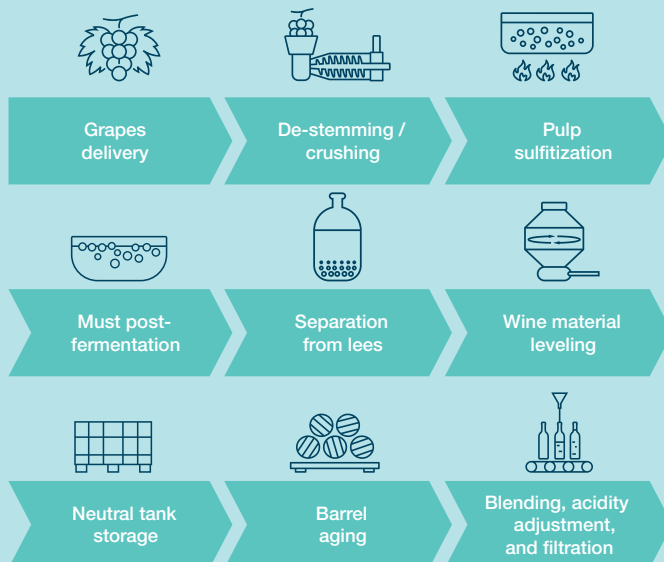 Grapes
delivery
De-stemming /
crushing
Pulp
sulfitization
Must post-
fermentation
Separation
from lees
Wine material
leveling
Neutral tank
storage
Barrel
aging
Blending, acidity
adjustment,
and filtration